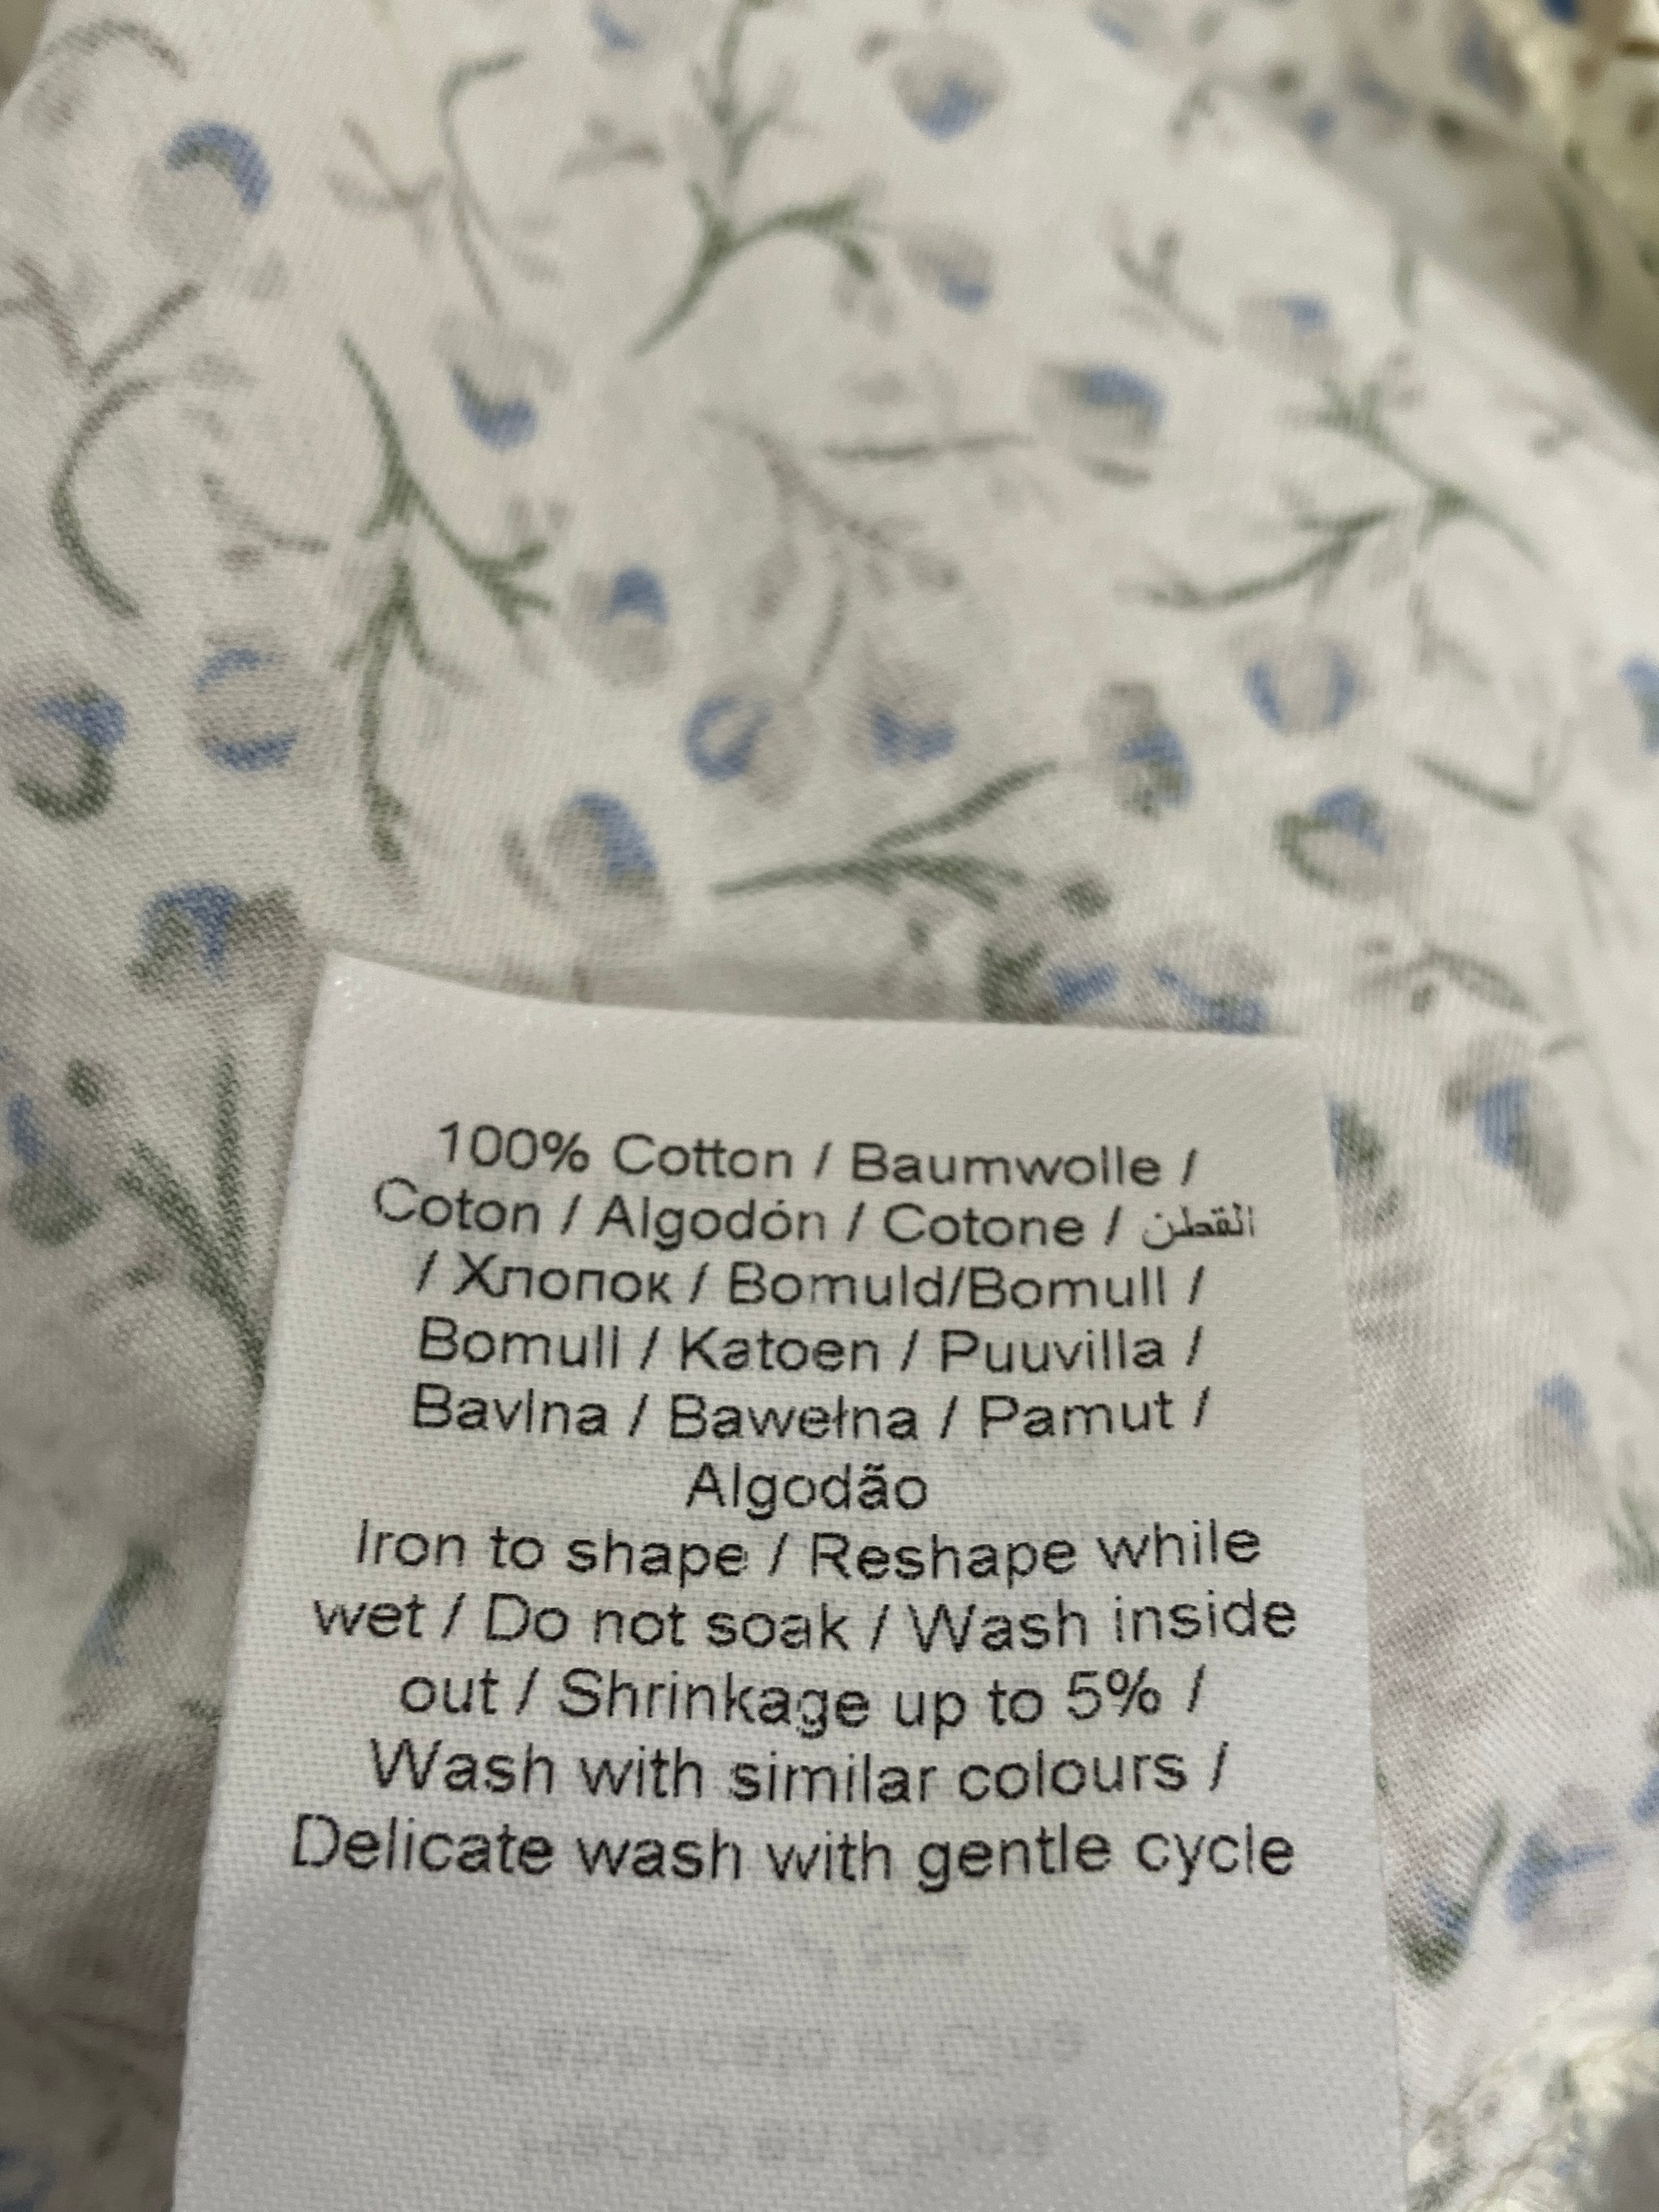 100% Cotton / Baumwolle /
Coton / Algodón / Cotone / القطن
/ Хлопок / Bomuld/Bomull /
Bomull / Katoen / Puuvilla /
Bavlna / Bawełna / Pamut /
Algodão
Iron to shape / Reshape while
wet / Do not soak / Wash inside
out / Shrinkage up to 5% /
Wash with similar colours /
Delicate wash with gentle cycle